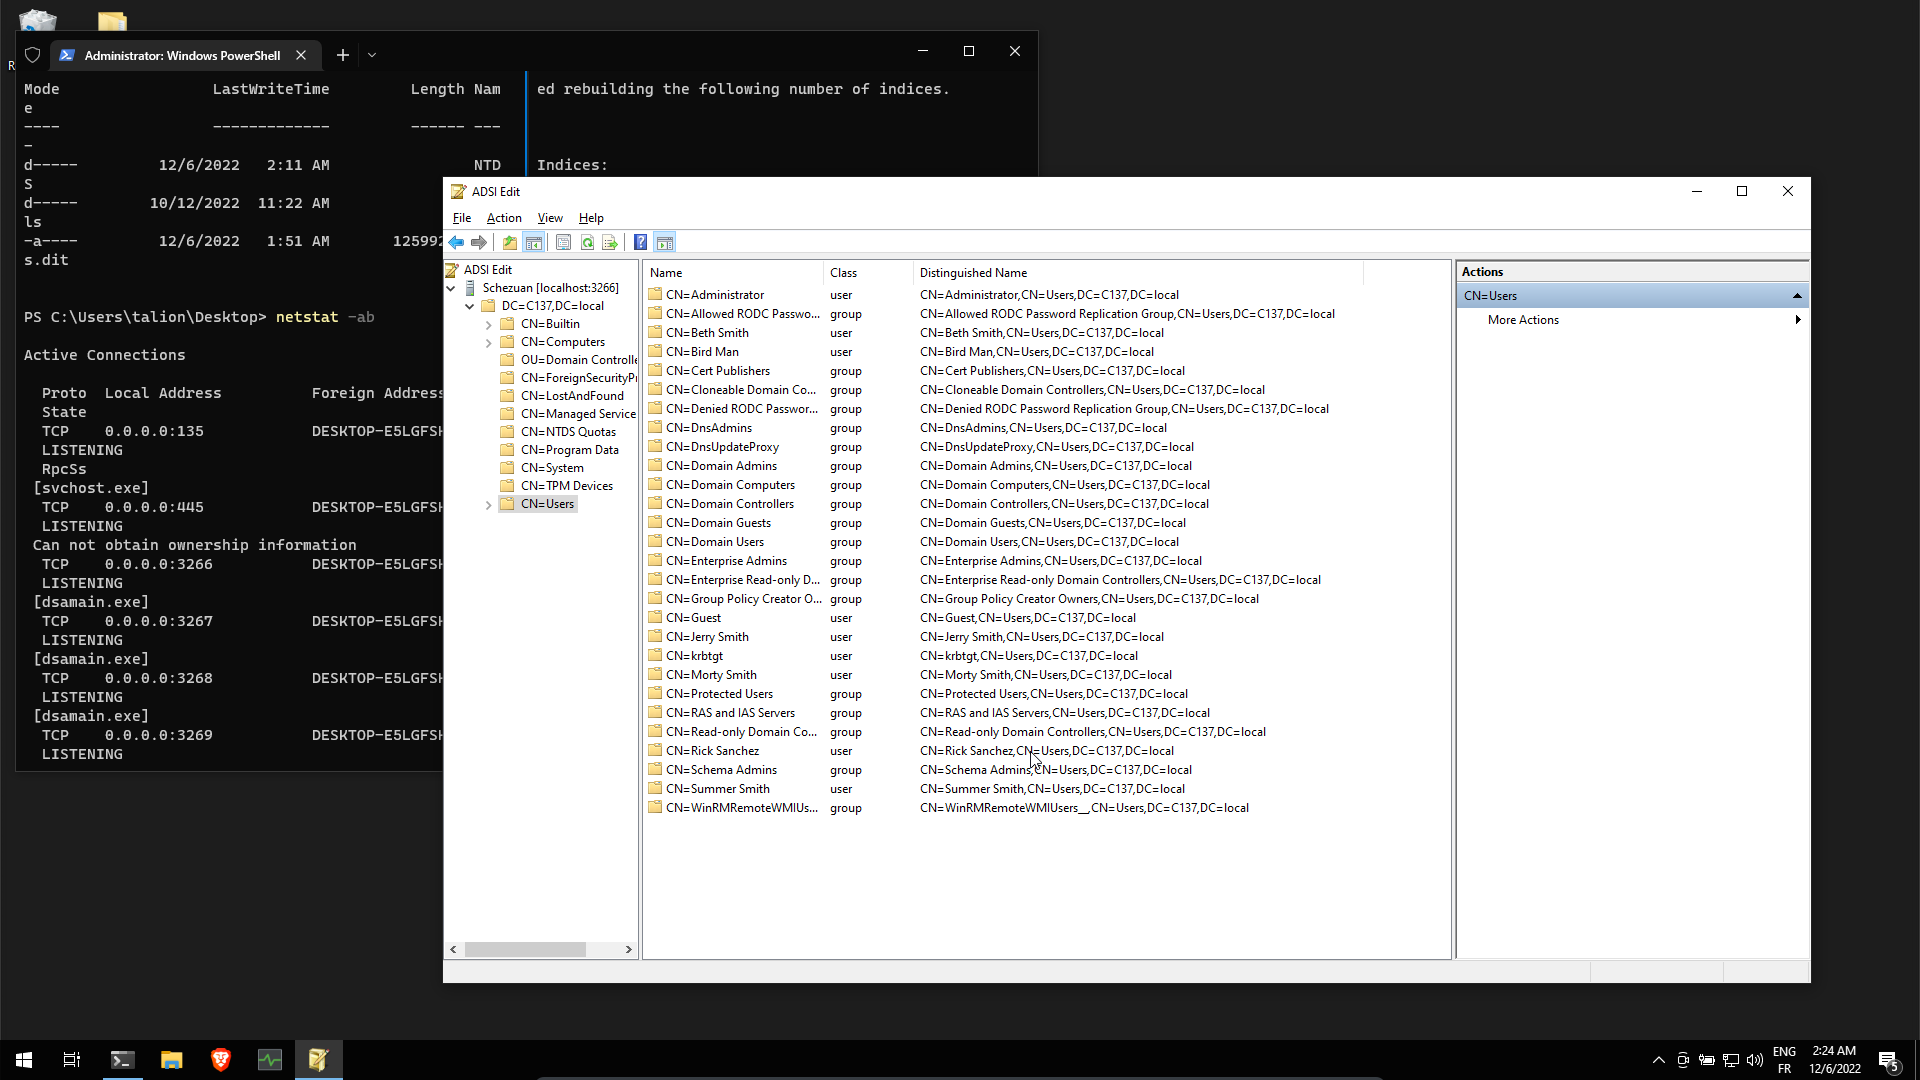 R
Administrator: Windows PowerShell
Mode LastWriteTime Length Nam
e
---- ------------- ------ ---
-
d----- 12/6/2022 2:11 AM NTD
S
d----- 10/12/2022 11:22 AM
ls
-a---- 12/6/2022 1:51 AM 125992
s.dit
PS C:\Users\talion\Desktop> netstat -ab
Active Connections
Proto Local Address Foreign Address
State
TCP 0.0.0.0:135 DESKTOP-E5LGFSH
LISTENING
RpcSs
[svchost.exe]
TCP 0.0.0.0:445 DESKTOP-E5LGFSH
LISTENING
Can not obtain ownership information
TCP 0.0.0.0:3266 DESKTOP-E5LGFSH
LISTENING
[dsamain.exe]
TCP 0.0.0.0:3267 DESKTOP-E5LGFSH
LISTENING
[dsamain.exe]
TCP 0.0.0.0:3268 DESKTOP-E5LGFSH
LISTENING
[dsamain.exe]
TCP 0.0.0.0:3269 DESKTOP-E5LGFSH
LISTENING
ed rebuilding the following number of indices.
Indices:
ADSI Edit
File Action View Help
ADSI Edit
Schezuan [localhost:3266]
DC=C137,DC=local
CN=Builtin
CN=Computers
OU=Domain Controlle
CN=ForeignSecurityPr
CN=LostAndFound
CN=Managed Service
CN=NTDS Quotas
CN=Program Data
CN=System
CN=TPM Devices
CN=Users
Name Class Distinguished Name
CN=Administrator user CN=Administrator,CN=Users,DC=C137,DC=local
CN=Allowed RODC Passwo... group CN=Allowed RODC Password Replication Group,CN=Users,DC=C137,DC=local
CN=Beth Smith user CN=Beth Smith,CN=Users,DC=C137,DC=local
CN=Bird Man user CN=Bird Man,CN=Users,DC=C137,DC=local
CN=Cert Publishers group CN=Cert Publishers,CN=Users,DC=C137,DC=local
CN=Cloneable Domain Co... group CN=Cloneable Domain Controllers,CN=Users,DC=C137,DC=local
CN=Denied RODC Passwor... group CN=Denied RODC Password Replication Group,CN=Users,DC=C137,DC=local
CN=DnsAdmins group CN=DnsAdmins,CN=Users,DC=C137,DC=local
CN=DnsUpdateProxy group CN=DnsUpdateProxy,CN=Users,DC=C137,DC=local
CN=Domain Admins group CN=Domain Admins,CN=Users,DC=C137,DC=local
CN=Domain Computers group CN=Domain Computers,CN=Users,DC=C137,DC=local
CN=Domain Controllers group CN=Domain Controllers,CN=Users,DC=C137,DC=local
CN=Domain Guests group CN=Domain Guests,CN=Users,DC=C137,DC=local
CN=Domain Users group CN=Domain Users,CN=Users,DC=C137,DC=local
CN=Enterprise Admins group CN=Enterprise Admins,CN=Users,DC=C137,DC=local
CN=Enterprise Read-only D... group CN=Enterprise Read-only Domain Controllers,CN=Users,DC=C137,DC=local
CN=Group Policy Creator O... group CN=Group Policy Creator Owners,CN=Users,DC=C137,DC=local
CN=Guest user CN=Guest,CN=Users,DC=C137,DC=local
CN=Jerry Smith user CN=Jerry Smith,CN=Users,DC=C137,DC=local
CN=krbtgt user CN=krbtgt,CN=Users,DC=C137,DC=local
CN=Morty Smith user CN=Morty Smith,CN=Users,DC=C137,DC=local
CN=Protected Users group CN=Protected Users,CN=Users,DC=C137,DC=local
CN=RAS and IAS Servers group CN=RAS and IAS Servers,CN=Users,DC=C137,DC=local
CN=Read-only Domain Co... group CN=Read-only Domain Controllers,CN=Users,DC=C137,DC=local
CN=Rick Sanchez user CN=Rick Sanchez,CN=Users,DC=C137,DC=local
CN=Schema Admins group CN=Schema Admins,CN=Users,DC=C137,DC=local
CN=Summer Smith user CN=Summer Smith,CN=Users,DC=C137,DC=local
CN=WinRMRemoteWMIUs... group CN=WinRMRemoteWMIUsers__,CN=Users,DC=C137,DC=local
Actions
CN=Users
More Actions
ENG
FR
2:24 AM
12/6/2022
5